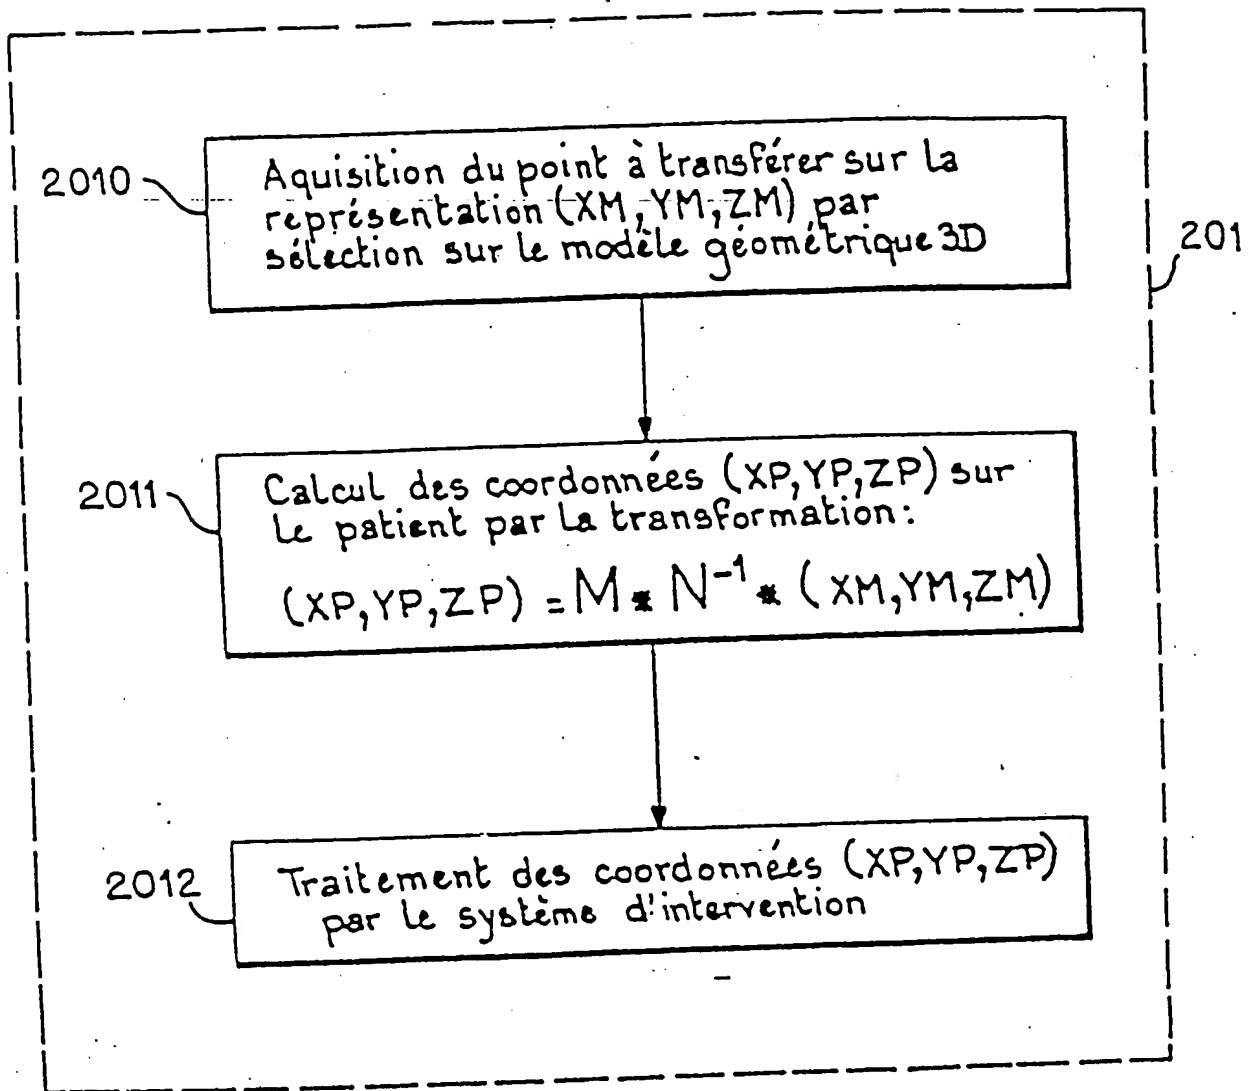 2010
Aquisition du point à transférer sur la
représentation (XM,YM,ZM) par
sélection sur le modèle géométrique 3D
201
2011
Calcul des coordonnées (XP,YP,ZP) sur
le patient par la transformation:
(XP,YP,ZP) = M * N⁻¹ * (XM,YM,ZM)
2012
Traitement des coordonnées (XP,YP,ZP)
par le système d'intervention